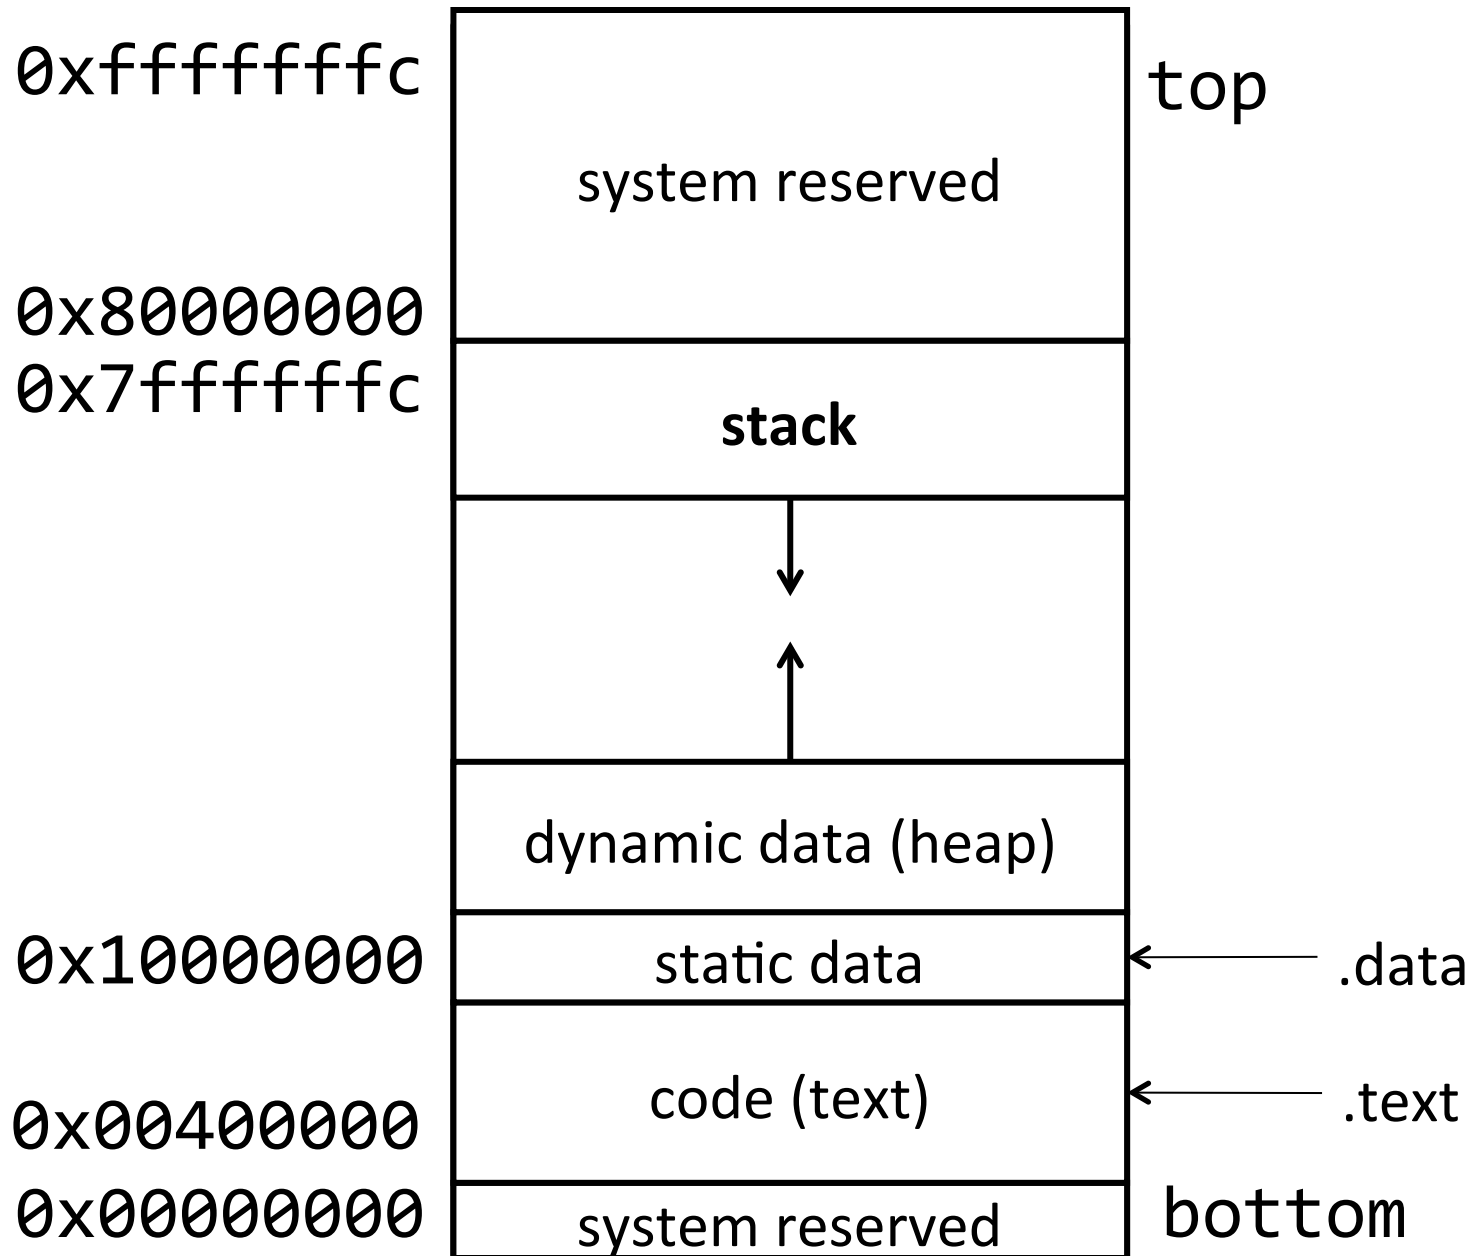 0xfffffffc
top
system reserved
0x80000000
0x7ffffffc
stack
dynamic data (heap)
0x10000000
static data
.data
code (text)
.text
0x00400000
0x00000000
system reserved
bottom